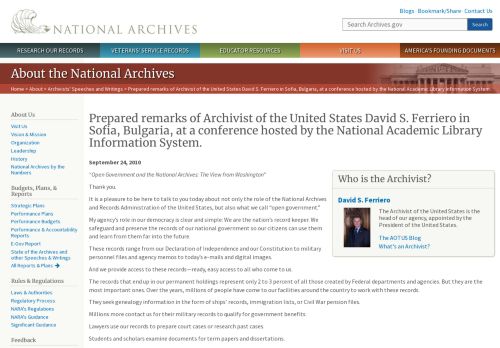 Blogs · Bookmark/Share · Contact Us
NATIONAL ARCHIVES
Search Archives.gov
Search
RESEARCH OUR RECORDS
VETERANS' SERVICE RECORDS
EDUCATOR RESOURCES
VISIT US
AMERICA'S FOUNDING DOCUMENTS
About the National Archives
Home > About > Archivists' Speeches and Writings > Prepared remarks of Archivist of the United States David S. Ferriero in Sofia, Bulgaria, at a conference hosted by the National Academic Library Information System.
About Us
Visit Us
Vision & Mission
Organization
Leadership
History
National Archives by the
Numbers
Budgets, Plans, &
Reports
Strategic Plans
Performance Plans
Performance Budgets
Performance & Accountability
Reports
E-Gov Report
State of the Archives and
other Speeches & Writings
All Reports & Plans →
Rules & Regulations
Laws & Authorities
Regulatory Process
NARA's Regulations
NARA's Guidance
Significant Guidance
Feedback
Prepared remarks of Archivist of the United States David S. Ferriero in
Sofia, Bulgaria, at a conference hosted by the National Academic Library
Information System.
September 24, 2010
"Open Government and the National Archives: The View from Washington"
Thank you.
It is a pleasure to be here to talk to you today about not only the role of the National Archives
and Records Administration of the United States, but also what we call "open government."
My agency's role in our democracy is clear and simple: We are the nation's record keeper. We
safeguard and preserve the records of our national government so our citizens can use them
and learn from them far into the future.
These records range from our Declaration of Independence and our Constitution to military
personnel files and agency memos to today's e-mails and digital images.
And we provide access to these records—ready, easy access to all who come to us.
The records that end up in our permanent holdings represent only 2 to 3 percent of all those created by Federal departments and agencies. But they are the
most important ones. Over the years, millions of people have come to our facilities around the country to work with these records.
They seek genealogy information in the form of ships' records, immigration lists, or Civil War pension files.
Millions more contact us for their military records to qualify for government benefits.
Lawyers use our records to prepare court cases or research past cases.
Students and scholars examine documents for term papers and dissertations.
Who is the Archivist?
David S. Ferriero
The Archivist of the United States is the
head of our agency, appointed by the
President of the United States.
The AOTUS Blog
What's an Archivist?